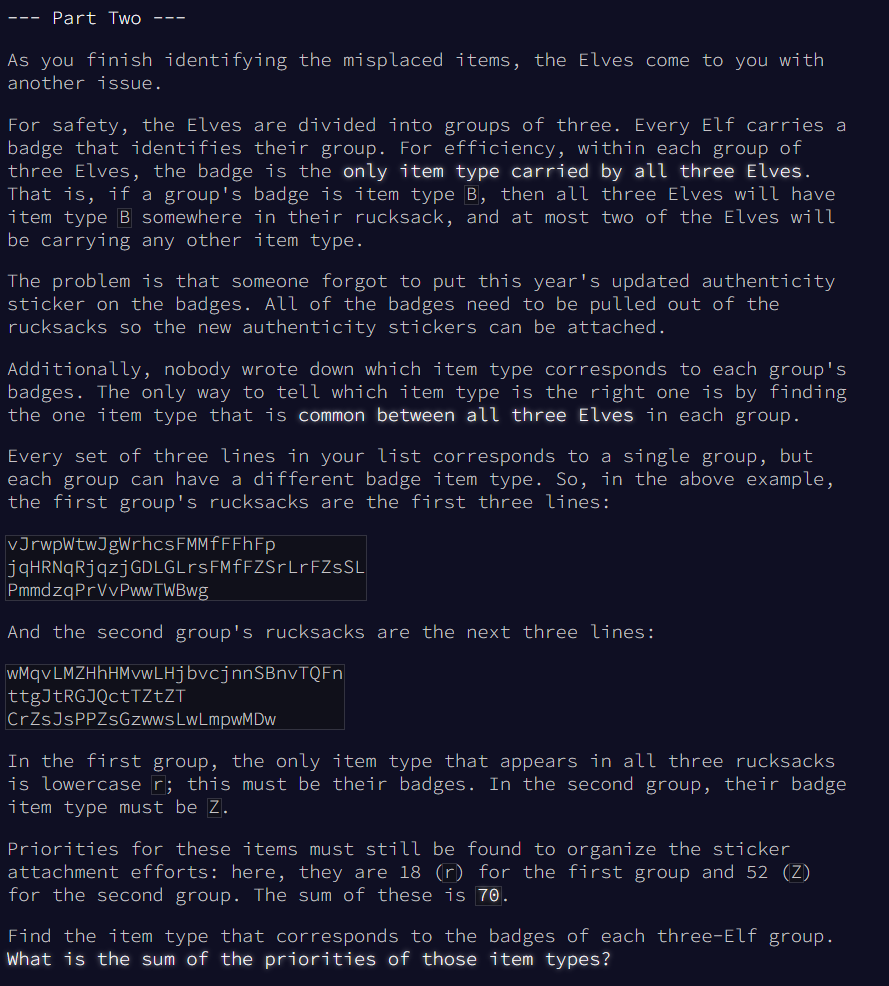 --- Part Two ---
As you finish identifying the misplaced items, the Elves come to you with
another issue.
For safety, the Elves are divided into groups of three. Every Elf carries a
badge that identifies their group. For efficiency, within each group of
three Elves, the badge is the only item type carried by all three Elves.
That is, if a group's badge is item type B, then all three Elves will have
item type B somewhere in their rucksack, and at most two of the Elves will
be carrying any other item type.
The problem is that someone forgot to put this year's updated authenticity
sticker on the badges. All of the badges need to be pulled out of the
rucksacks so the new authenticity stickers can be attached.
Additionally, nobody wrote down which item type corresponds to each group's
badges. The only way to tell which item type is the right one is by finding
the one item type that is common between all three Elves in each group.
Every set of three lines in your list corresponds to a single group, but
each group can have a different badge item type. So, in the above example,
the first group's rucksacks are the first three lines:
vJrwpWtwJgWrhcsFMMfFFhFp
jqHRNqRjqzjGDLGLrsFMfFZSrLrFZsSL
PmmdzqPrVvPwwTWBwg
And the second group's rucksacks are the next three lines:
wMqvLMZHhHMvwLHjbvcjnnSBnvTQFn
ttgJtRGJQctTZtZT
CrZsJsPPZsGzwwsLwLmpwMDw
In the first group, the only item type that appears in all three rucksacks
is lowercase r; this must be their badges. In the second group, their badge
item type must be Z.
Priorities for these items must still be found to organize the sticker
attachment efforts: here, they are 18 (r) for the first group and 52 (Z)
for the second group. The sum of these is 70.
Find the item type that corresponds to the badges of each three-Elf group.
What is the sum of the priorities of those item types?